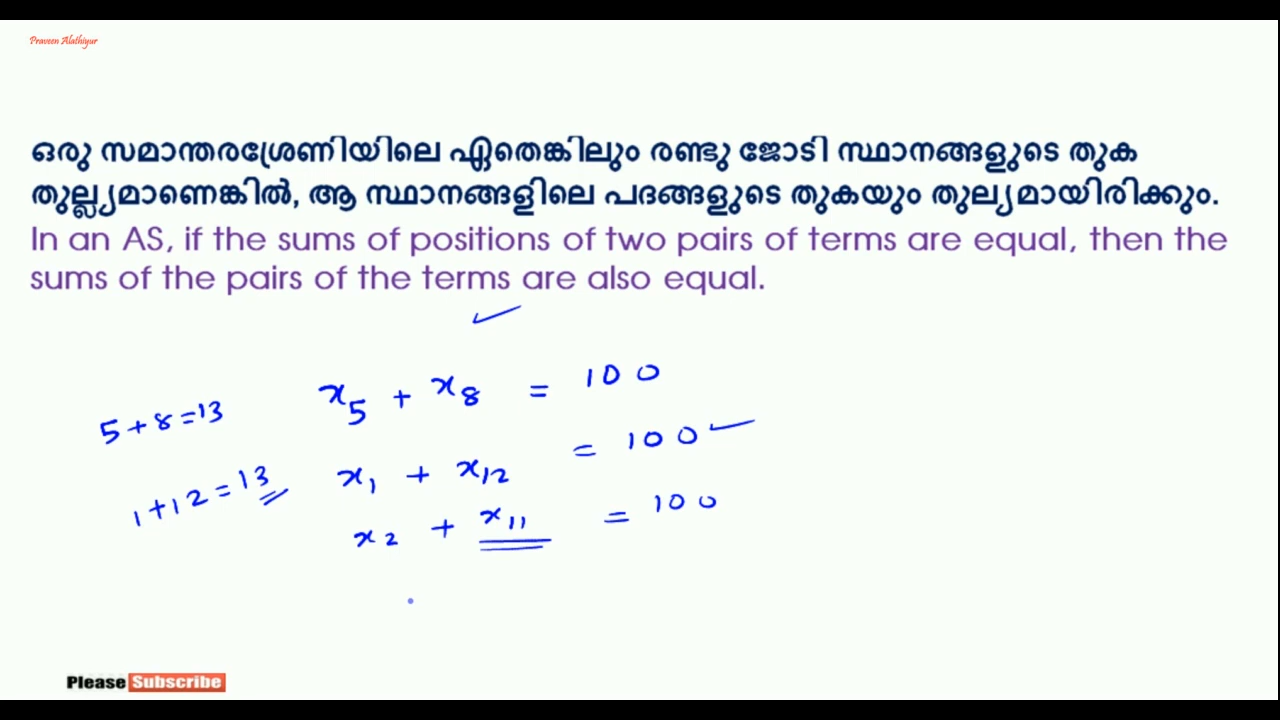 Praveen Alathiyur
ഒരു സമാന്തരശ്രേണിയിലെ ഏതെങ്കിലും രണ്ടു ജോടി സ്ഥാനങ്ങളുടെ തുക
തുല്ല്യമാണെങ്കിൽ, ആ സ്ഥാനങ്ങളിലെ പദങ്ങളുടെ തുകയും തുല്യമായിരിക്കും.
In an AS, if the sums of positions of two pairs of terms are equal, then the
sums of the pairs of the terms are also equal.
5+8=13 x₅ + x₈ = 100
1+12=13 x₁ + x₁₂ = 100
x₂ + x₁₁ = 100
Please Subscribe